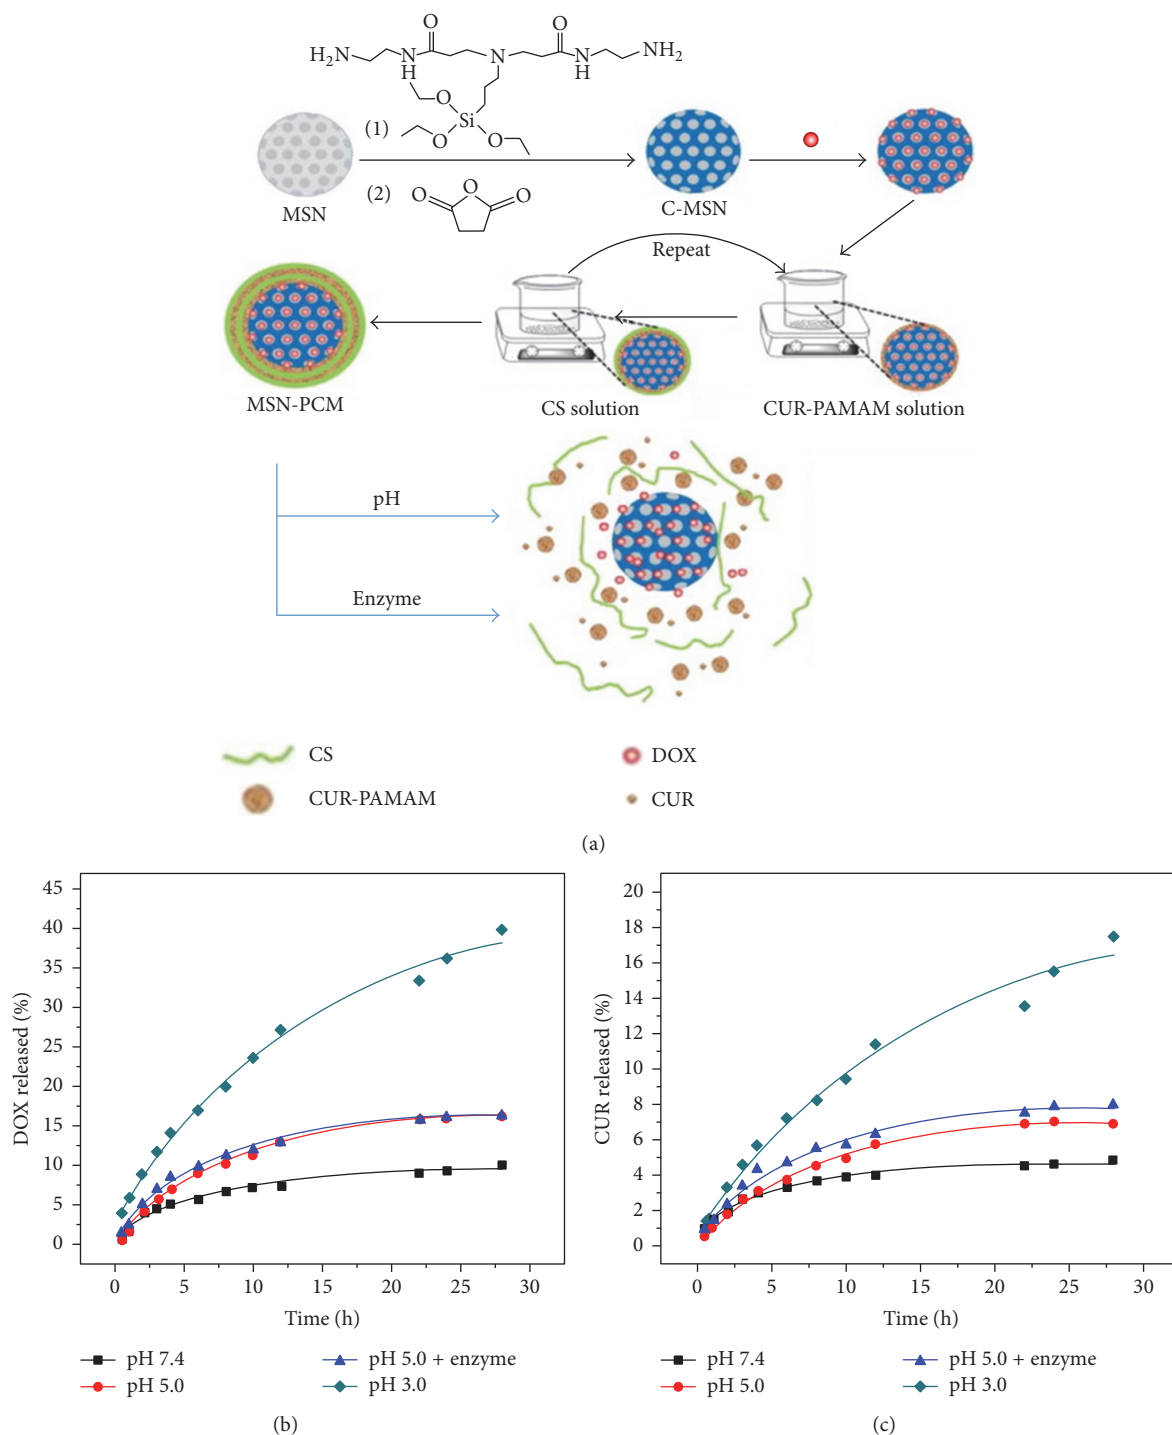 O
O
H₂N
N
H
N
N
H
NH₂
O
Si
O
O
(1)
(2)
O
O
O
MSN
C-MSN
Repeat
MSN-PCM
CS solution
CUR-PAMAM solution
pH
Enzyme
CS
DOX
CUR-PAMAM
CUR
(a)
45
40
35
30
25
20
15
10
5
0
DOX released (%)
0 5 10 15 20 25 30
Time (h)
pH 7.4
pH 5.0 + enzyme
pH 5.0
pH 3.0
(b)
20
18
16
14
12
10
8
6
4
2
0
CUR released (%)
0 5 10 15 20 25 30
Time (h)
pH 7.4
pH 5.0 + enzyme
pH 5.0
pH 3.0
(c)